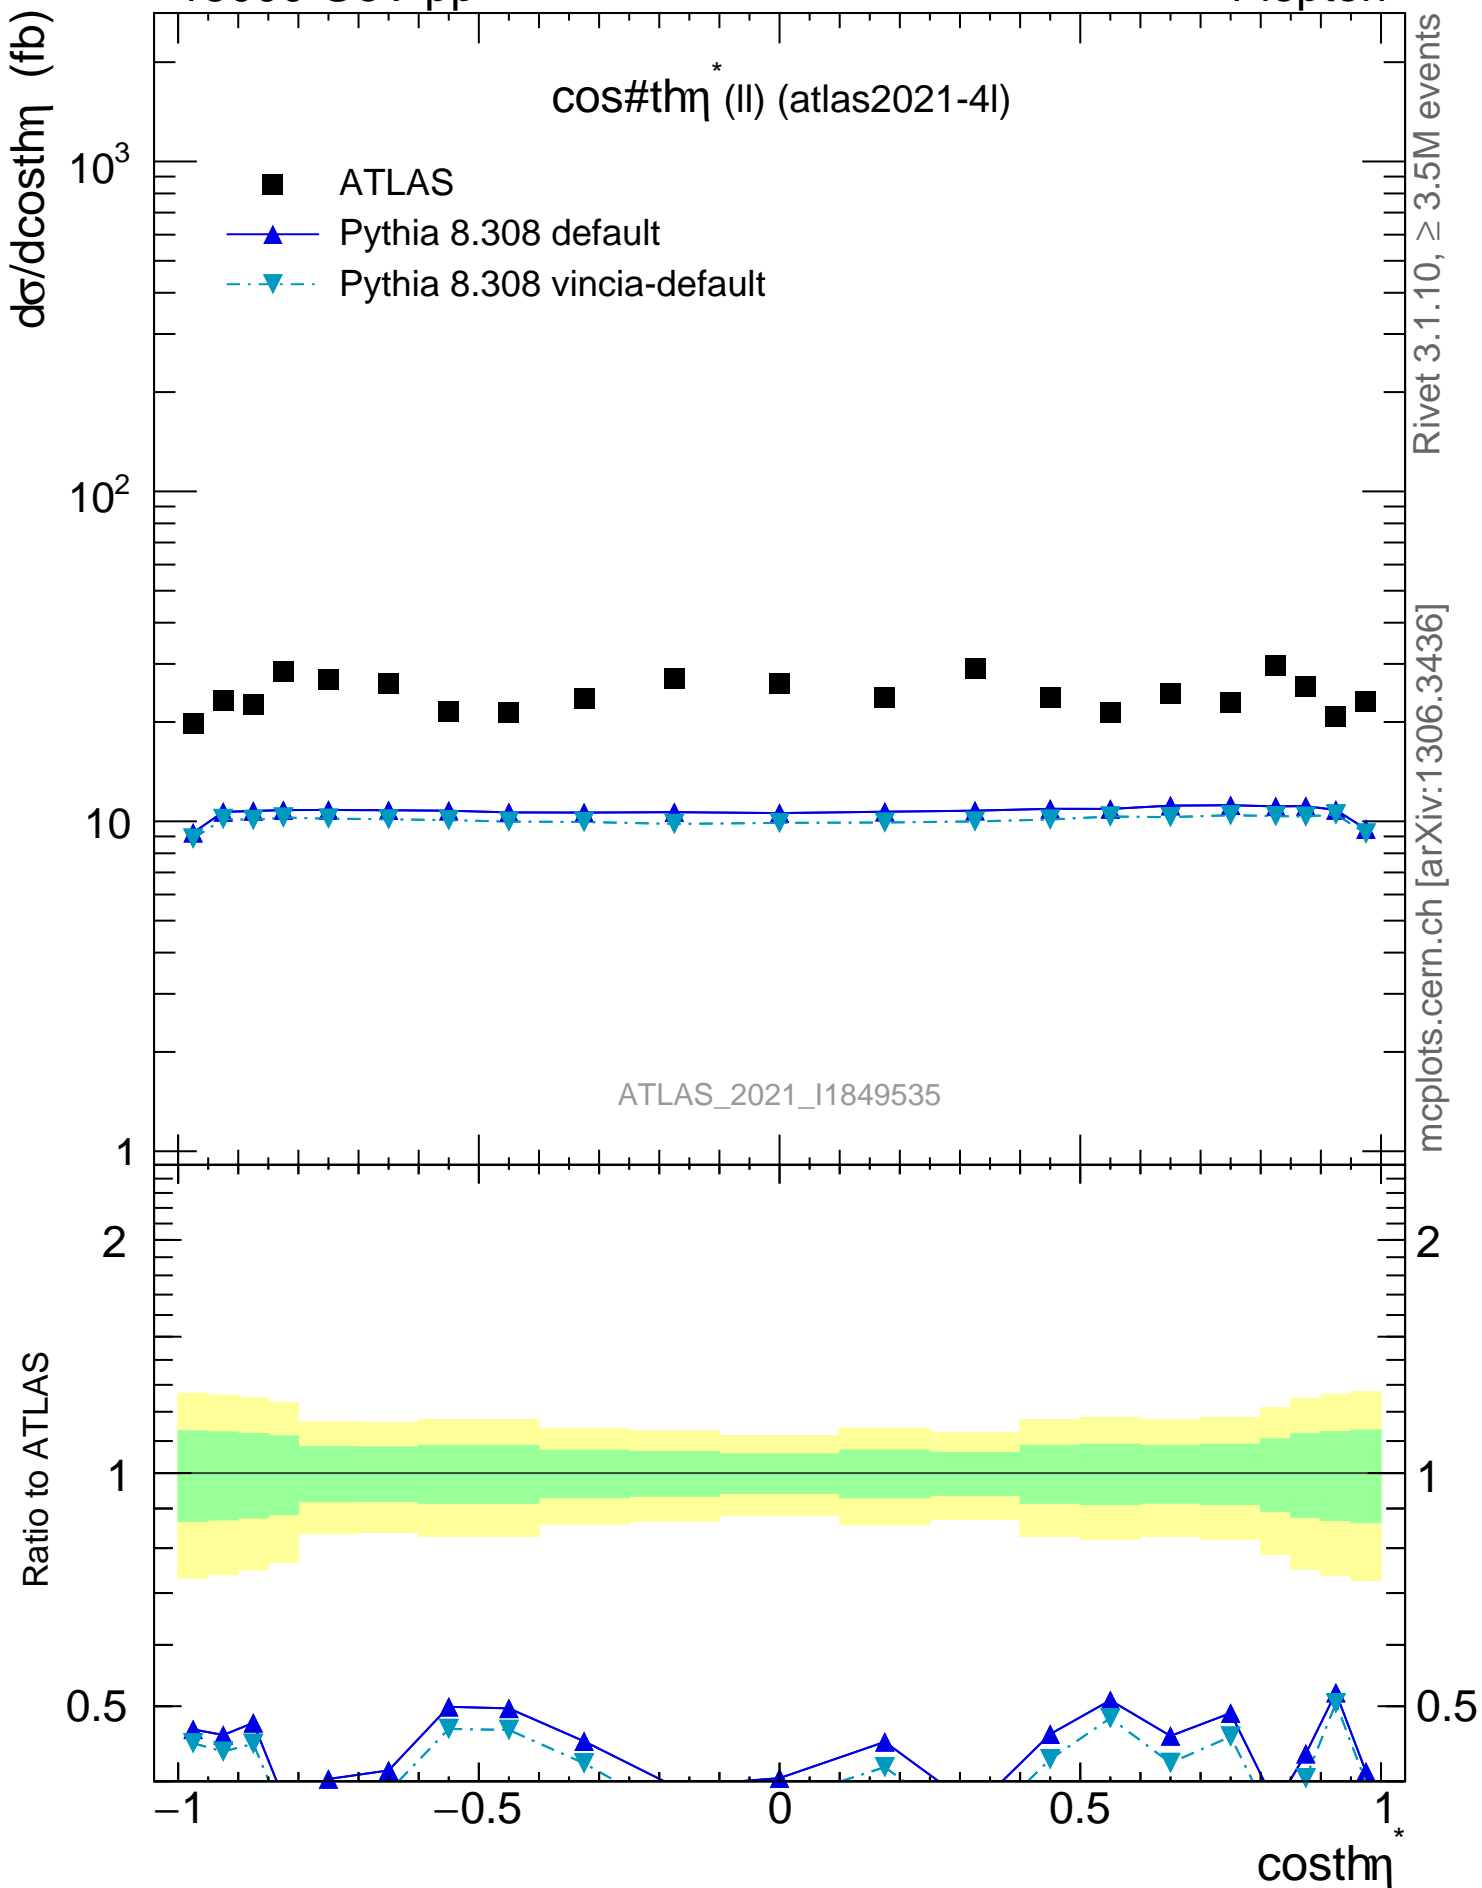 cos#thη*(ll) (atlas2021-4l)
dσ/dcosthη (fb)
ATLAS
Pythia 8.308 default
Pythia 8.308 vincia-default
10³
10²
10
1
ATLAS_2021_I1849535
Rivet 3.1.10, ≥ 3.5M events
mcplots.cern.ch [arXiv:1306.3436]
Ratio to ATLAS
2
1
0.5
2
1
0.5
−1 −0.5 0 0.5 1
costhη*